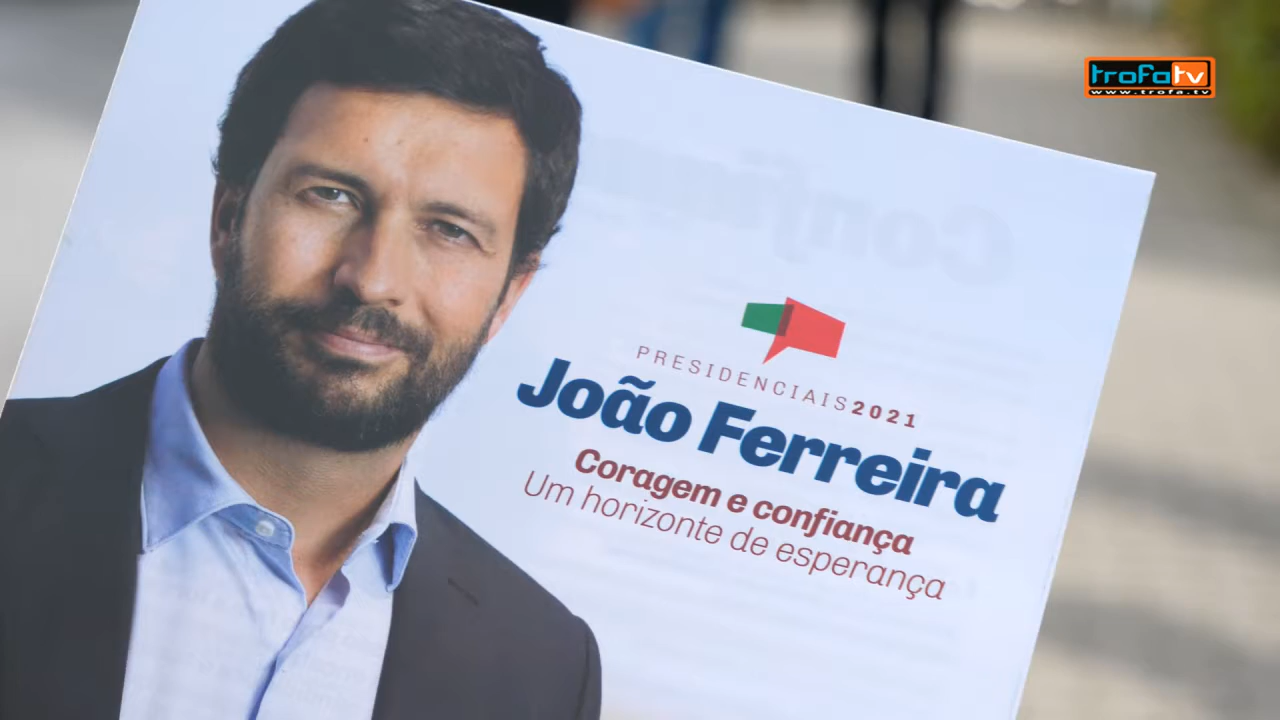 trofatv
www.trofa.tv
PRESIDENCIAIS2021
João Ferreira
Coragem e confiança
Um horizonte de esperança